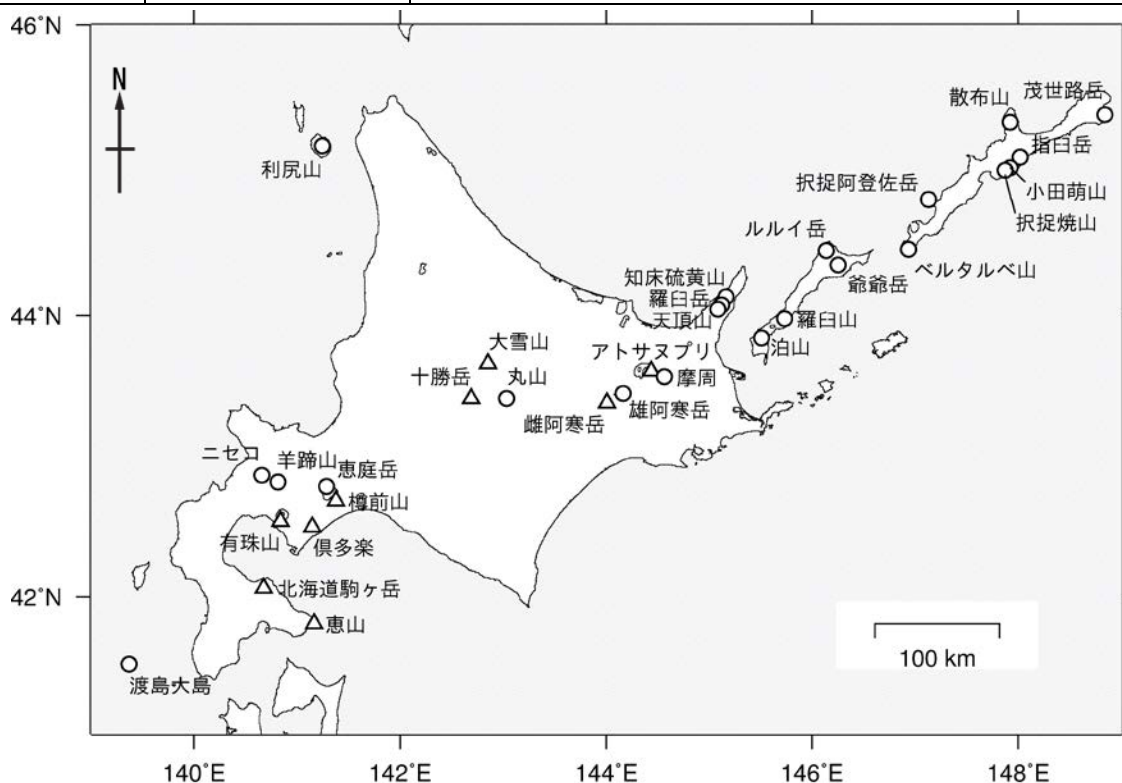 46°N
N
散布山
茂世路岳
利尻山
指臼岳
択捉阿登佐岳
小田萌山
択捉焼山
ルルイ岳
ベルタルベ山
爺爺岳
知床硫黄山
44°N
羅臼岳
天頂山
羅臼山
泊山
大雪山
アトサヌプリ
十勝岳
丸山
摩周
雄阿寒岳
雌阿寒岳
ニセコ
羊蹄山
恵庭岳
樽前山
有珠山
倶多楽
42°N
北海道駒ヶ岳
恵山
100 km
渡島大島
140°E
142°E
144°E
146°E
148°E